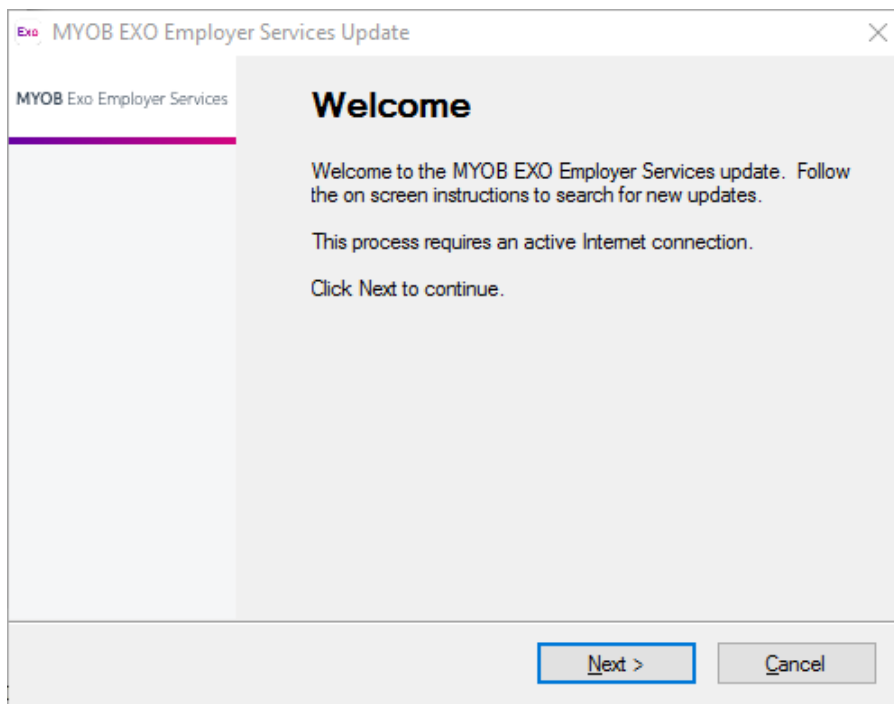 Exo MYOB EXO Employer Services Update
MYOB Exo Employer Services
Welcome
Welcome to the MYOB EXO Employer Services update. Follow
the on screen instructions to search for new updates.
This process requires an active Internet connection.
Click Next to continue.
Next >
Cancel